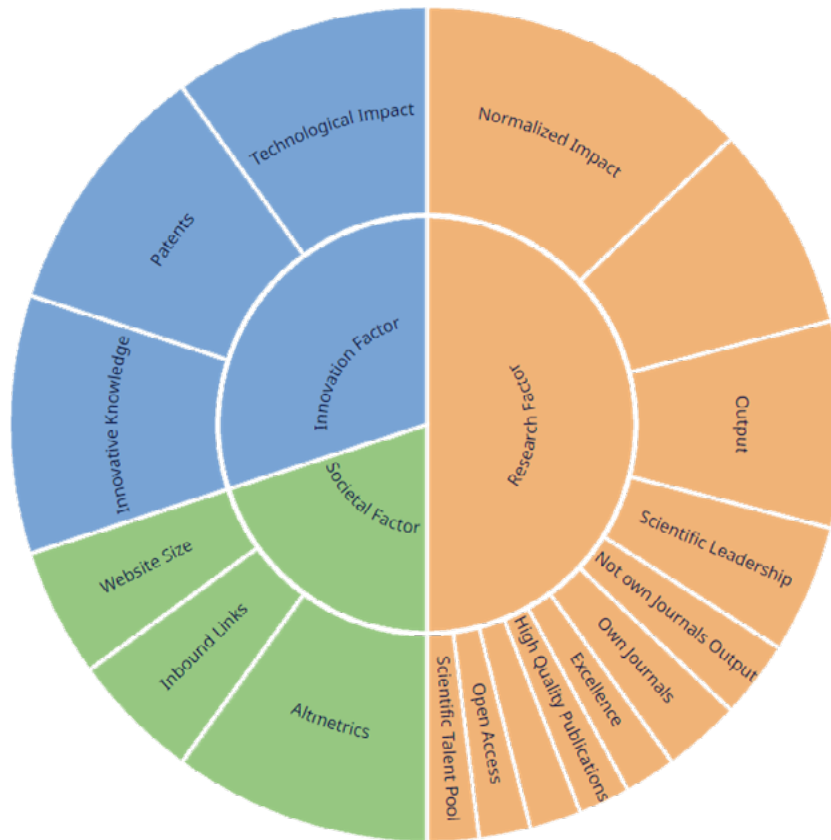 Technological Impact
Normalized Impact
Patents
Innovation Factor
Innovative Knowledge
Research Factor
Output
Societal Factor
Scientific Leadership
Website Size
Not own Journals Output
Inbound Links
Own Journals
Altmetrics
Excellence
High Quality Publications
Open Access
Scientific Talent Pool